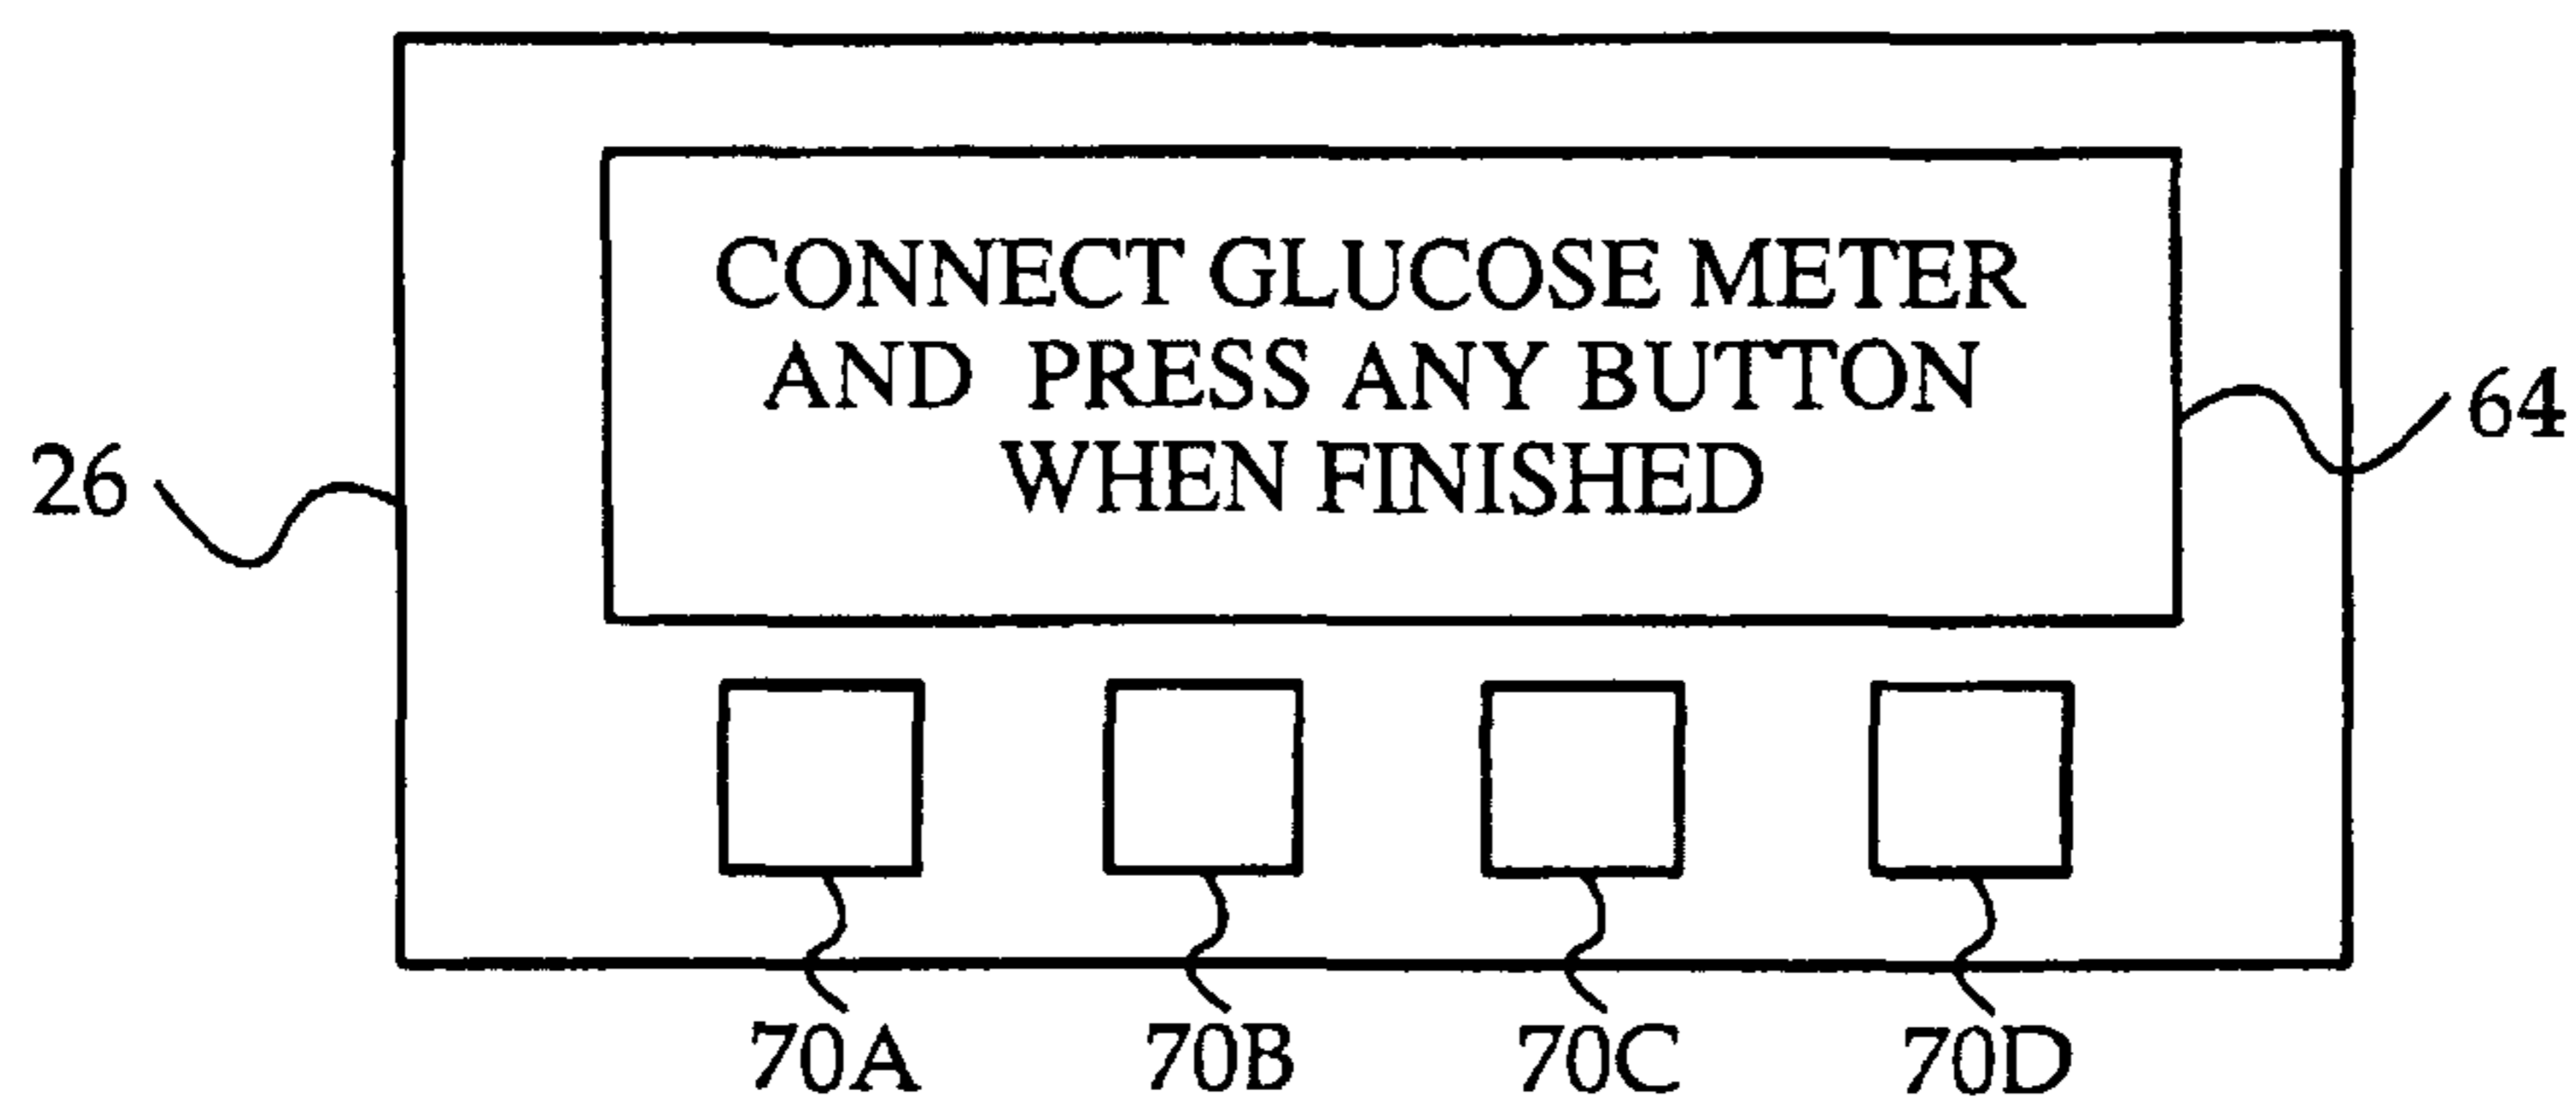 CONNECT GLUCOSE METER
AND PRESS ANY BUTTON
WHEN FINISHED
64
26
70A 70B 70C 70D